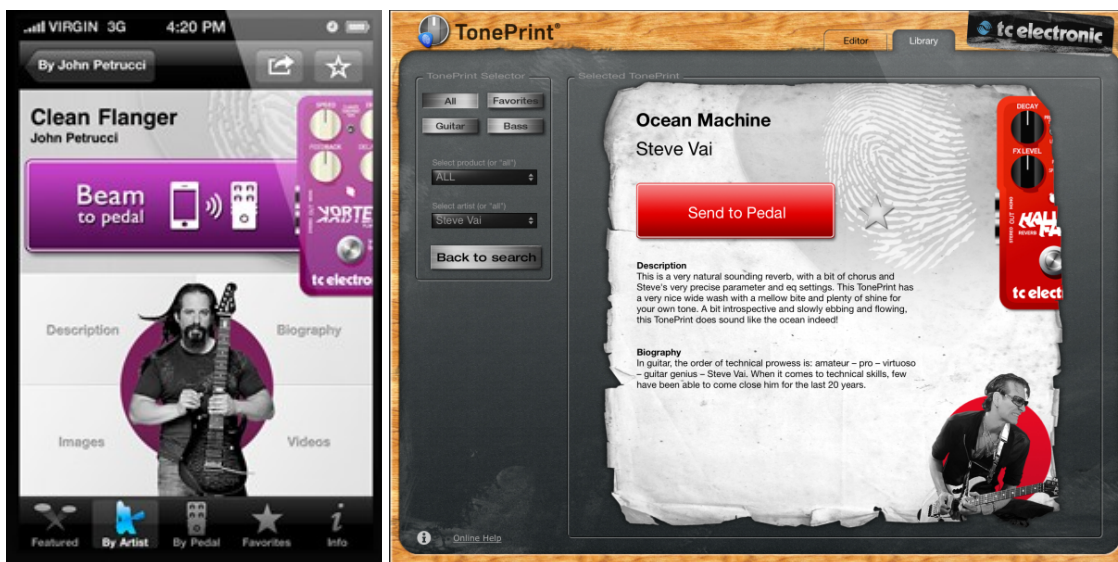 VIRGIN 3G 4:20 PM
By John Petrucci
Clean Flanger
John Petrucci
SPEED
FEEDBACK
Beam
to pedal
VORTE
tc electro
Description
Biography
Images
Videos
Featured
By Artist
By Pedal
Favorites
Info
TonePrint®
Editor
Library
tc electronic
TonePrint Selector
All
Favorites
Guitar
Bass
Select product (or "all")
ALL
Select artist (or "all")
Steve Vai
Back to search
Selected TonePrint
Ocean Machine
Steve Vai
Send to Pedal
DECAY
FX LEVEL
STEREO OUT MONO
HALL
REVERB
tc elect
Description
This is a very natural sounding reverb, with a bit of chorus and
Steve's very precise parameter and eq settings. This TonePrint has
a very nice wide wash with a mellow bite and plenty of shine for
your own tone. A bit introspective and slowly ebbing and flowing,
this TonePrint does sound like the ocean indeed!
Biography
In guitar, the order of technical prowess is: amateur – pro – virtuoso
– guitar genius – Steve Vai. When it comes to technical skills, few
have been able to come close him for the last 20 years.
Online Help